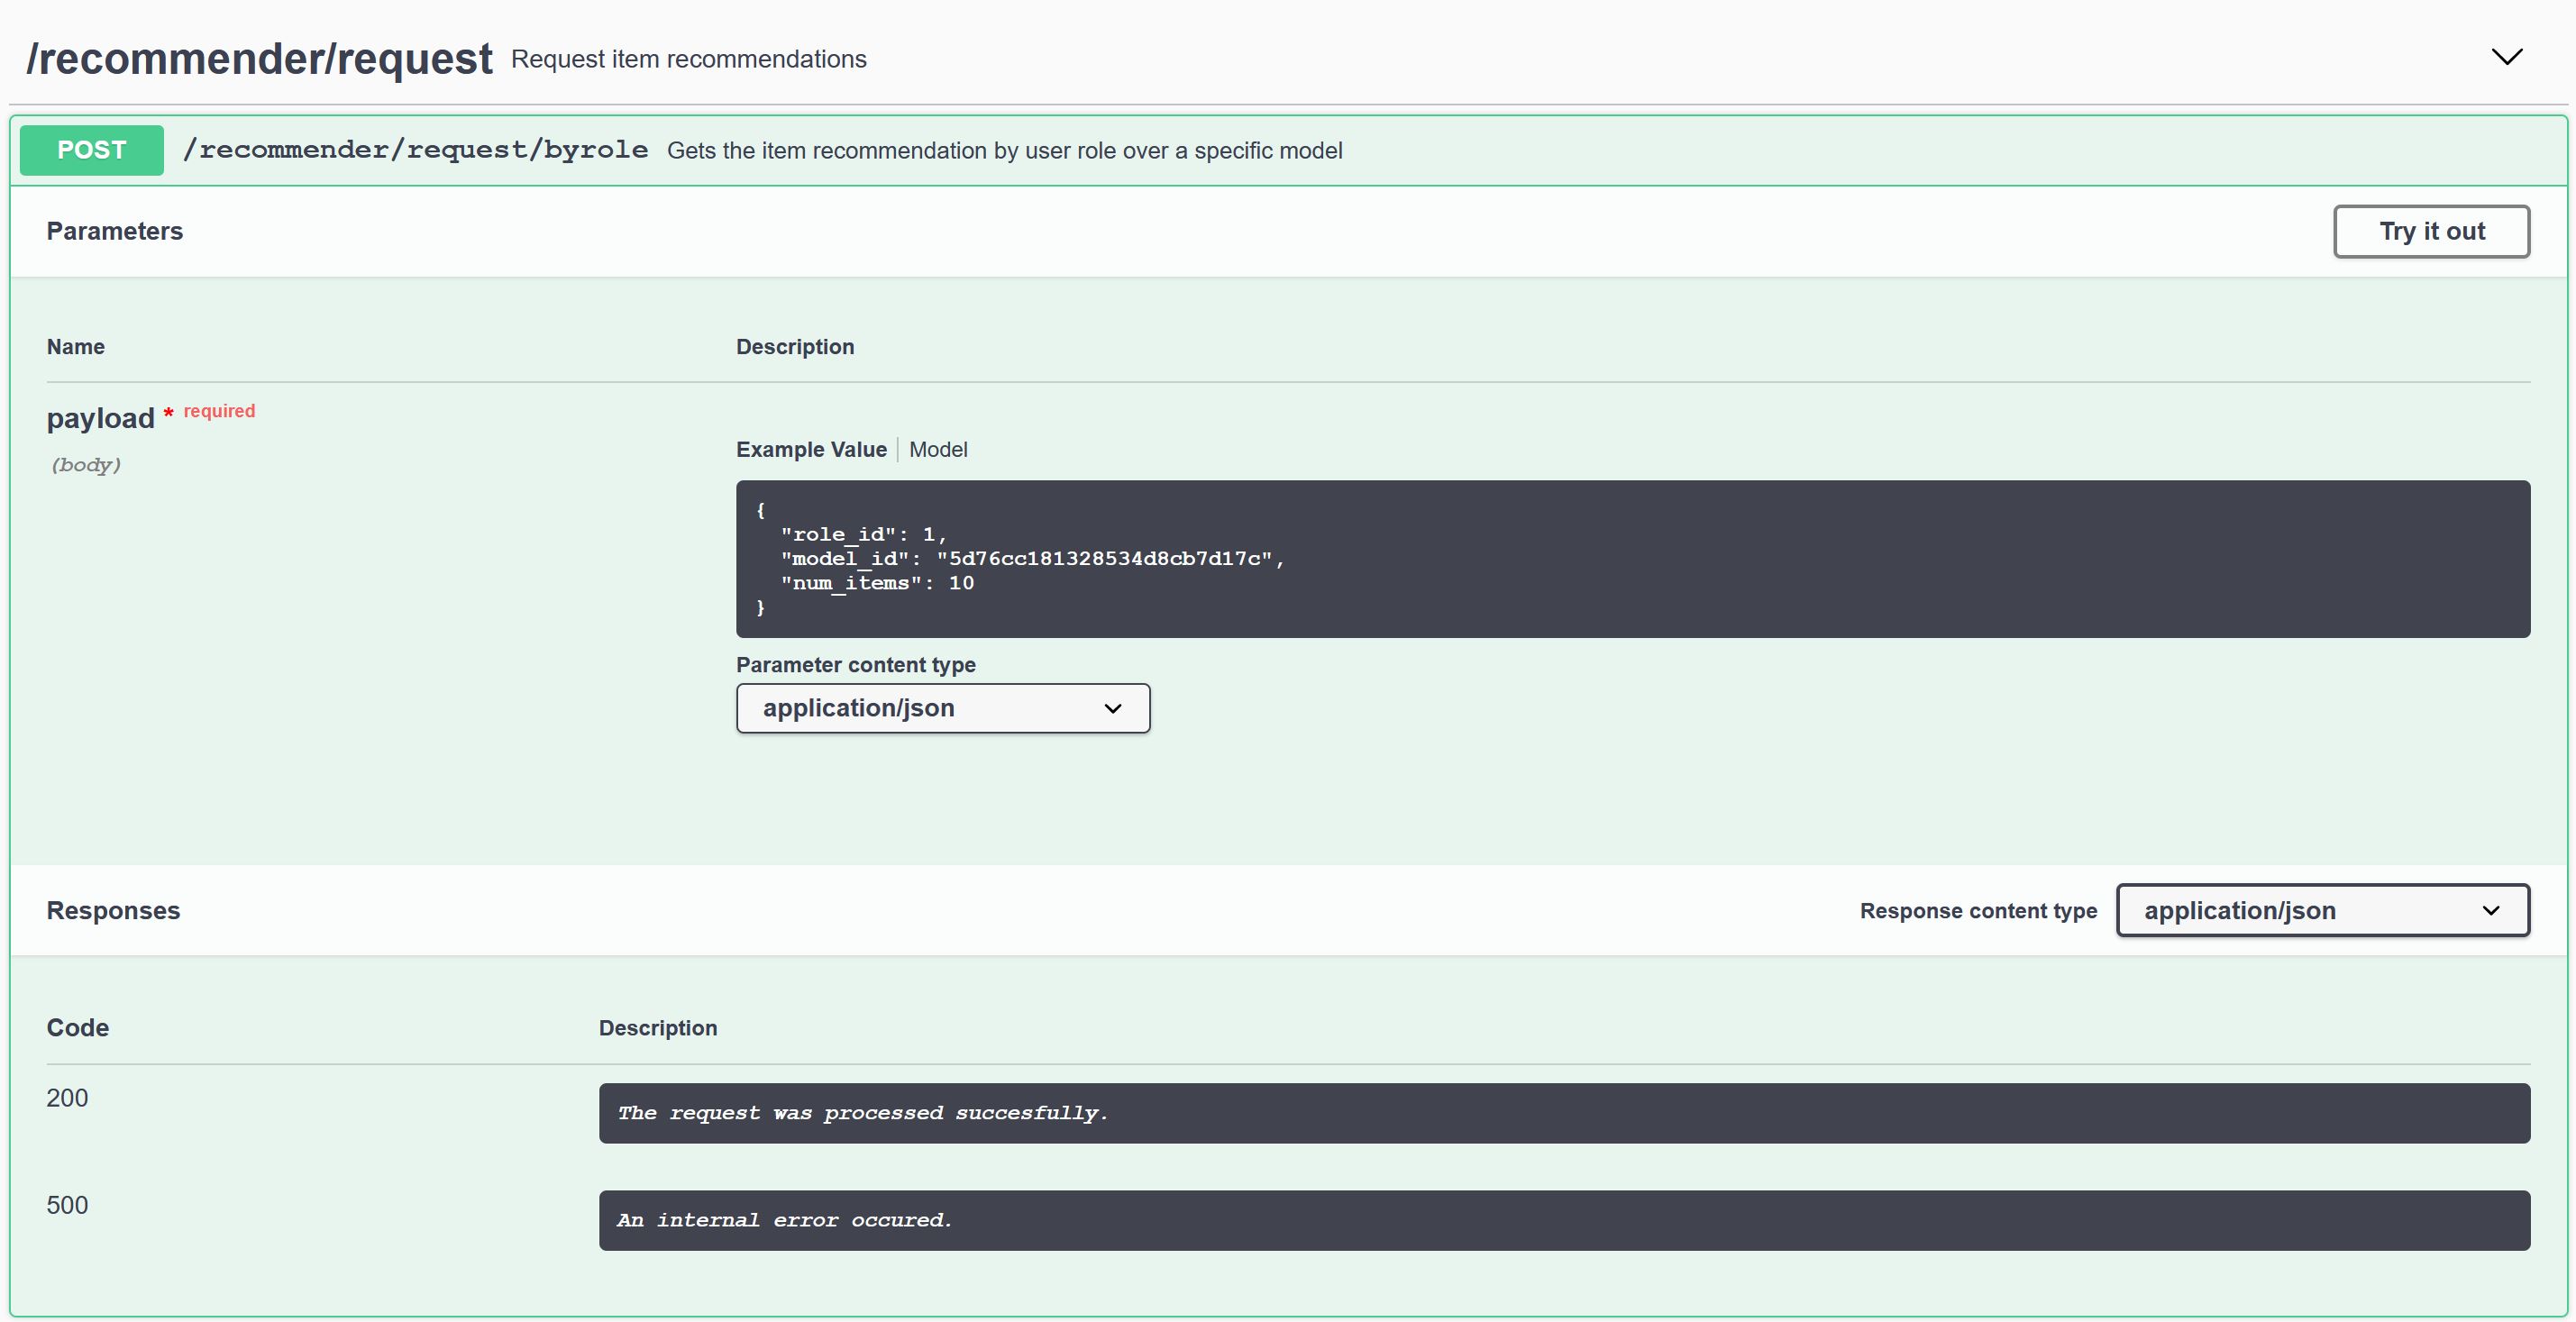 /recommender/request Request item recommendations
POST /recommender/request/byrole Gets the item recommendation by user role over a specific model
Parameters Try it out
Name Description
payload * required
(body)
Example Value Model
{
"role_id": 1,
"model_id": "5d76cc181328534d8cb7d17c",
"num_items": 10
}
Parameter content type
application/json
Responses Response content type application/json
Code Description
200 The request was processed succesfully.
500 An internal error occured.